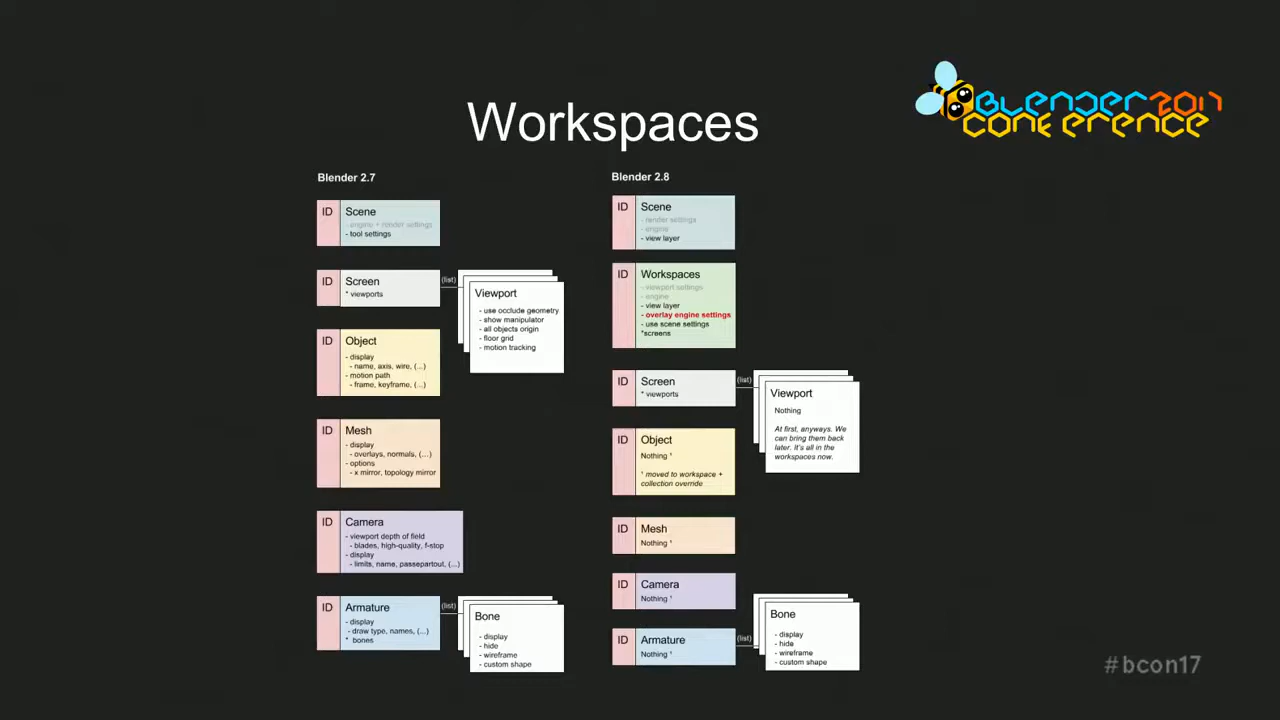 BLENDER 2017
CONFERENCE
Workspaces
Blender 2.7
ID Scene
- engine + render settings
- tool settings
ID Screen
* viewports
(list)
Viewport
- use occlude geometry
- show manipulator
- all objects origin
- floor grid
- motion tracking
ID Object
- display
- name, axis, wire, (...)
- motion path
- frame, keyframe, (...)
ID Mesh
- display
- overlays, normals, (...)
- options
- x mirror, topology mirror
ID Camera
- viewport depth of field
- blades, high-quality, f-stop
- display
- limits, name, passepartout, (...)
ID Armature
- display
- draw type, names, (...)
* bones
(list)
Bone
- display
- hide
- wireframe
- custom shape
Blender 2.8
ID Scene
- render settings
- engine
- view layer
ID Workspaces
- viewport settings
- engine
- view layer
- overlay engine settings
- use scene settings
*screens
ID Screen
* viewports
(list)
Viewport
Nothing
At first, anyways. We
can bring them back
later. It's all in the
workspaces now.
ID Object
Nothing ¹
¹ moved to workspace +
collection override
ID Mesh
Nothing ¹
ID Camera
Nothing ¹
ID Armature
Nothing ¹
(list)
Bone
- display
- hide
- wireframe
- custom shape
#bcon17